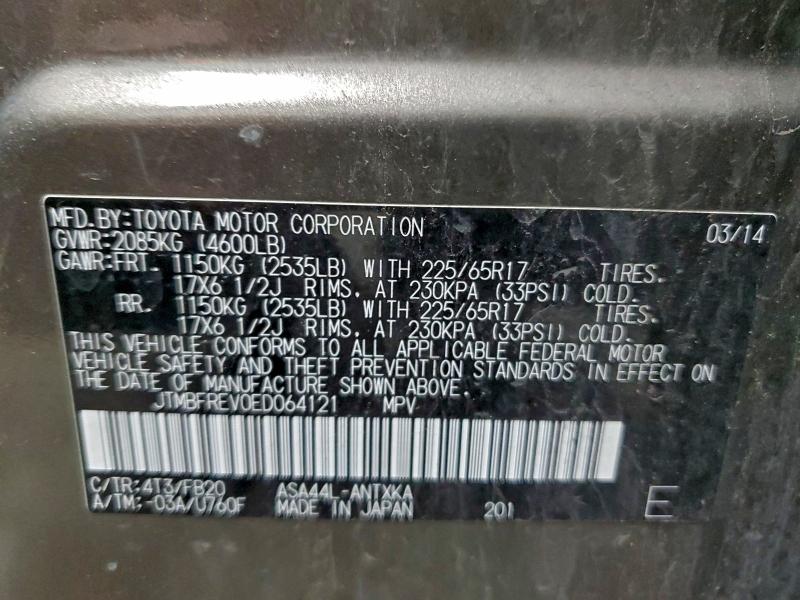 MFD.BY:TOYOTA MOTOR CORPORATION 03/14
GVWR:2085KG (4600LB)
GAWR:FRT. 1150KG (2535LB) WITH 225/65R17 TIRES.
17X6 1/2J RIMS. AT 230KPA (33PSI) COLD.
RR. 1150KG (2535LB) WITH 225/65R17 TIRES.
17X6 1/2J RIMS. AT 230KPA (33PSI) COLD.
THIS VEHICLE CONFORMS TO ALL APPLICABLE FEDERAL MOTOR
VEHICLE SAFETY AND THEFT PREVENTION STANDARDS IN EFFECT ON
THE DATE OF MANUFACTURE SHOWN ABOVE.
JTMBFREV0ED064121 MPV
C/TR:4T3/FB20 ASA44L-ANTXKA
A/TM:-03A/U760F MADE IN JAPAN 201 E